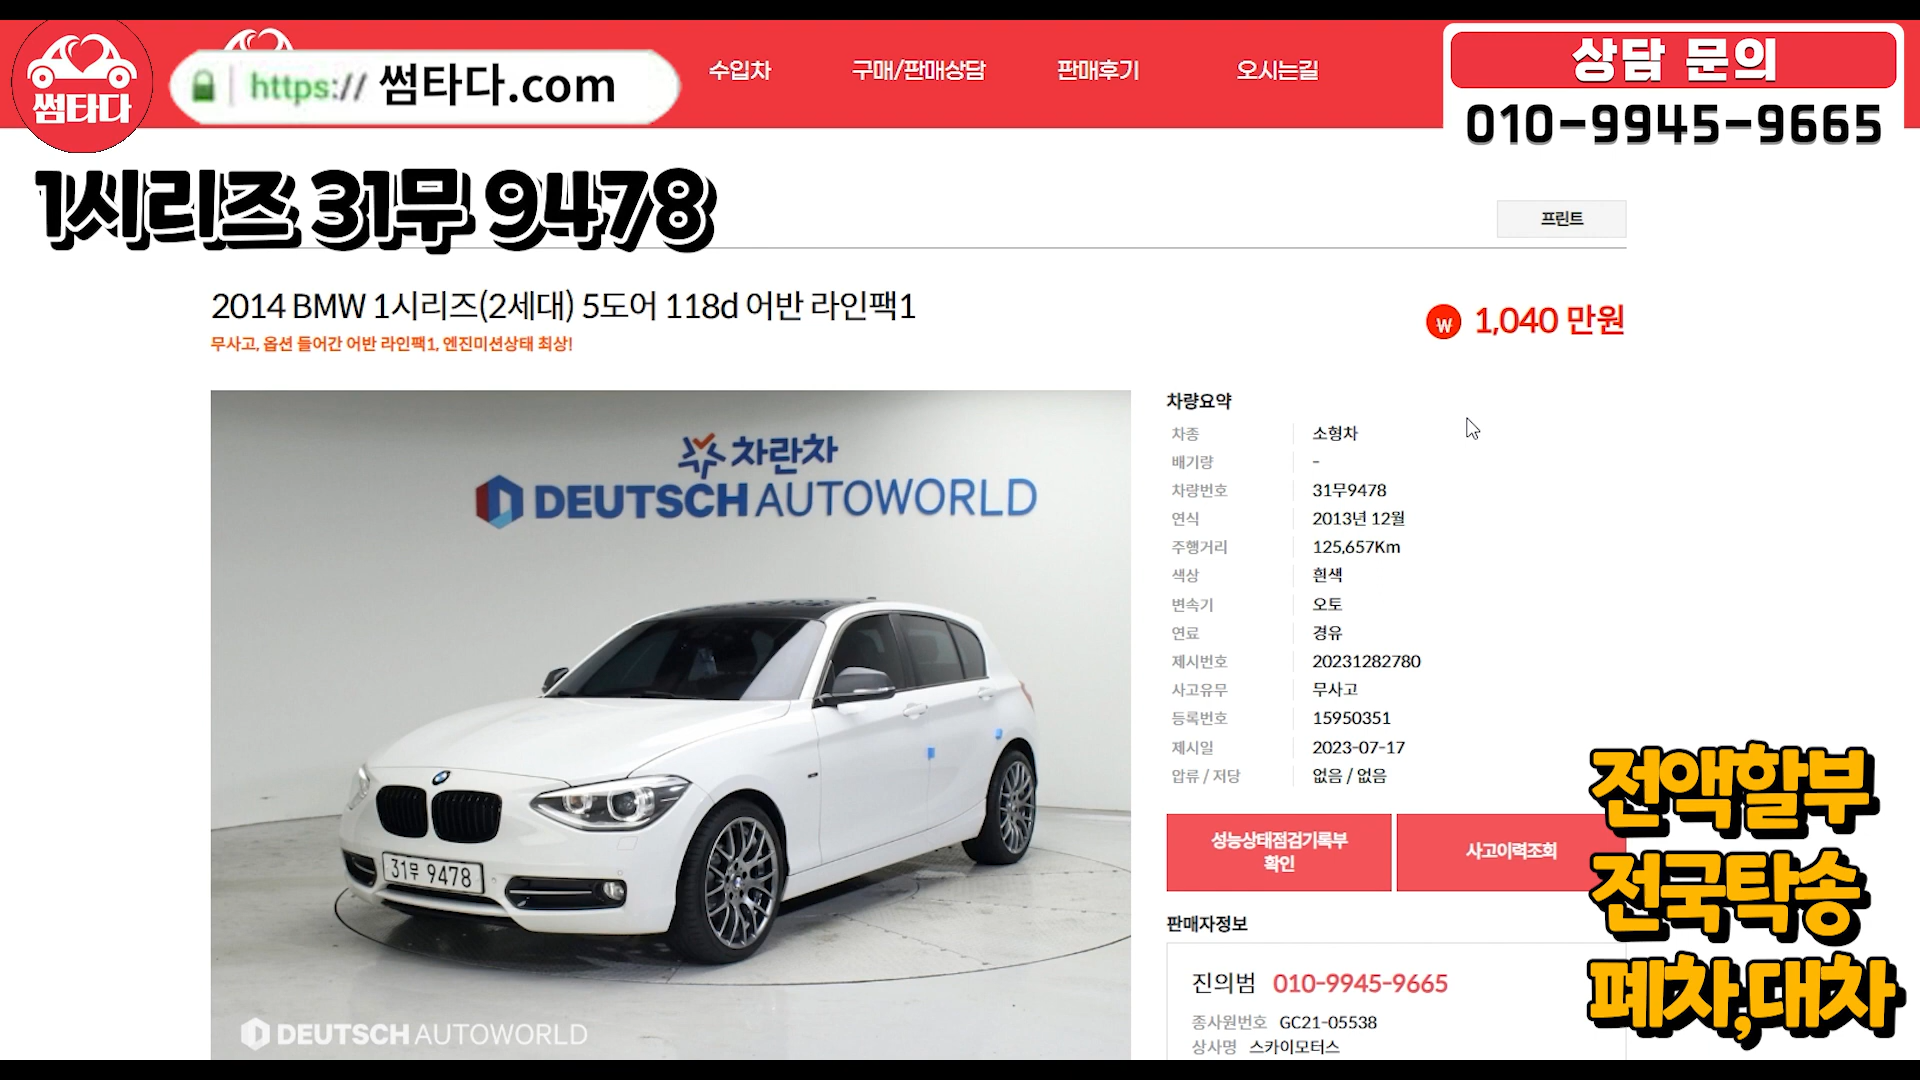 썸타다
https:// 썸타다.com
수입차
구매/판매상담
판매후기
오시는길
상담 문의
010-9945-9665
1시리즈 31무 9478
프린트
2014 BMW 1시리즈(2세대) 5도어 118d 어반 라인팩1
무사고, 옵션 들어간 어반 라인팩1, 엔진미션상태 최상!
₩ 1,040 만원
차란차
DEUTSCH AUTOWORLD
31무 9478
DEUTSCH AUTOWORLD
차량요약
차종 소형차
배기량 -
차량번호 31무9478
연식 2013년 12월
주행거리 125,657Km
색상 흰색
변속기 오토
연료 경유
제시번호 20231282780
사고유무 무사고
등록번호 15950351
제시일 2023-07-17
압류 / 저당 없음 / 없음
성능상태점검기록부
확인
사고이력조회
판매자정보
진의범 010-9945-9665
종사원번호 GC21-05538
상사명 스카이모터스
전액할부
전국탁송
폐차,대차